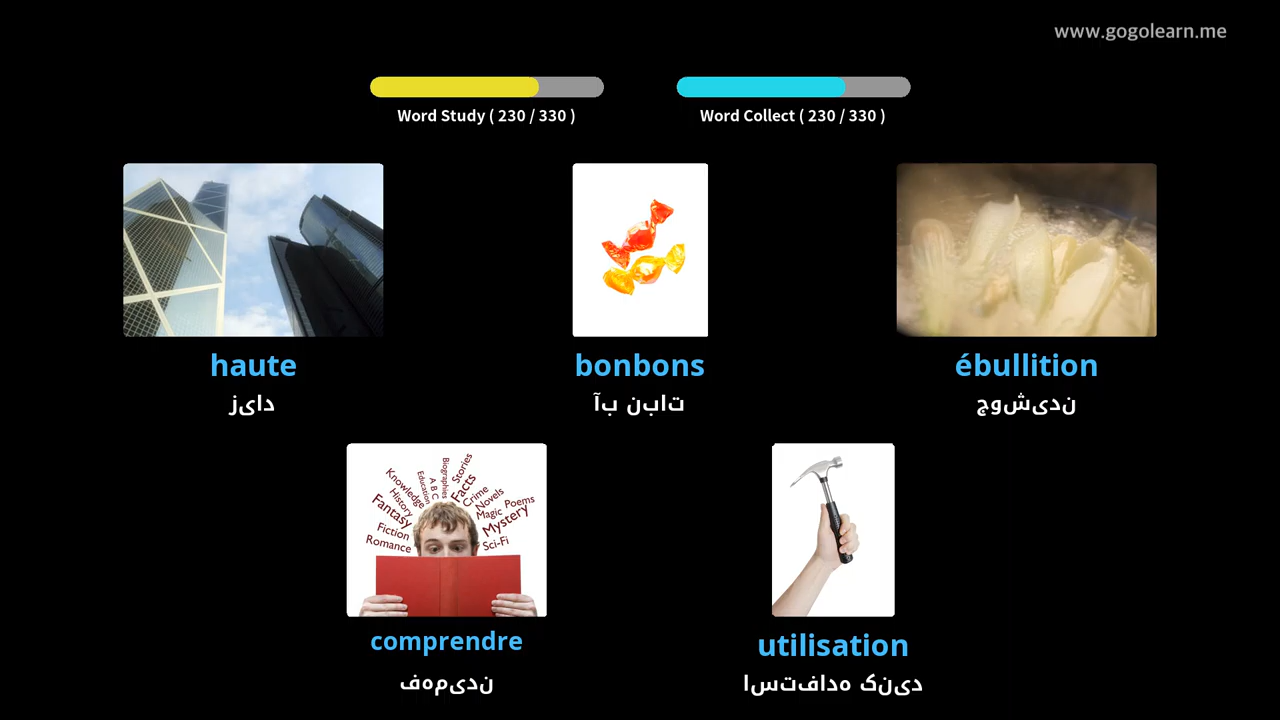 www.gogolearn.me
Word Study ( 230 / 330 )
Word Collect ( 230 / 330 )
haute
دایز
bonbons
تابن بآ
ébullition
ندیشوج
Knowledge
History
Fantasy
Fiction
Romance
Education
A B C
Biographies
Stories
Facts
Crime
Novels
Magic
Poems
Mystery
Sci-Fi
comprendre
ندیمهف
utilisation
دینک هدافتسا